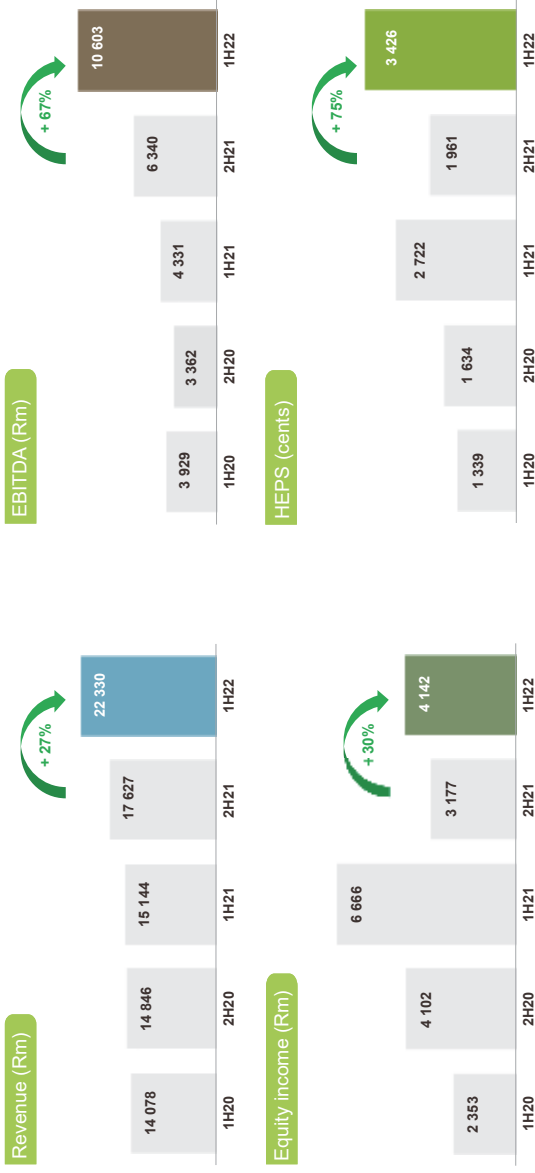 Revenue (Rm)
+ 27%
14 078
14 846
15 144
17 627
22 330
1H20
2H20
1H21
2H21
1H22
EBITDA (Rm)
+ 67%
3 929
3 362
4 331
6 340
10 603
1H20
2H20
1H21
2H21
1H22
Equity income (Rm)
+ 30%
2 353
4 102
6 666
3 177
4 142
1H20
2H20
1H21
2H21
1H22
HEPS (cents)
+ 75%
1 339
1 634
2 722
1 961
3 426
1H20
2H20
1H21
2H21
1H22